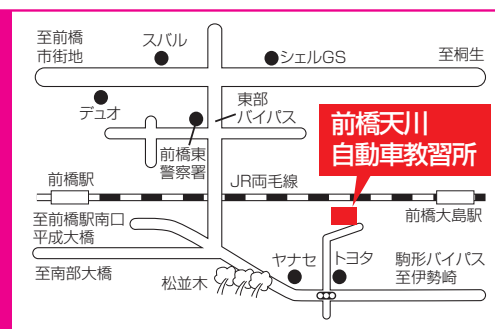 至前橋
市街地
スバル
シェルGS
至桐生
デュオ
東部
バイパス
前橋東
警察署
前橋天川
自動車教習所
前橋駅
JR両毛線
前橋大島駅
至前橋駅南口
平成大橋
至南部大橋
松並木
ヤナセ
トヨタ
駒形バイパス
至伊勢崎